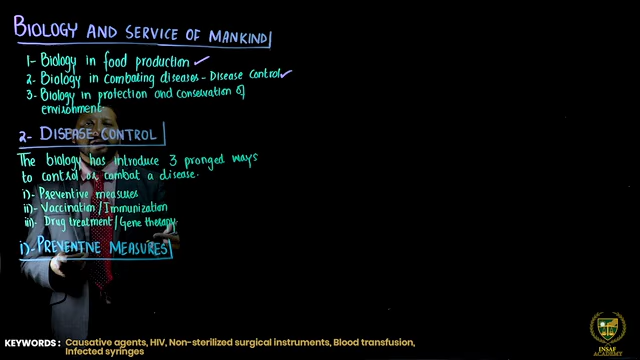 BIOLOGY AND SERVICE OF MANKIND
1- Biology in food production ✓
2- Biology in Combating diseases - Disease Control ✓
3- Biology in protection and conservation of
environment
2- DISEASE CONTROL
The biology has introduce 3 pronged ways
to control or combat a disease.
i)- Preventive measures
ii)- Vaccination/Immunization
iii)- Drug treatment/Gene therapy.
i)- PREVENTIVE MEASURES
KEYWORDS : Causative agents, HIV, Non-sterilized surgical instruments, Blood transfusion,
Infected syringes
INSAF
ACADEMY